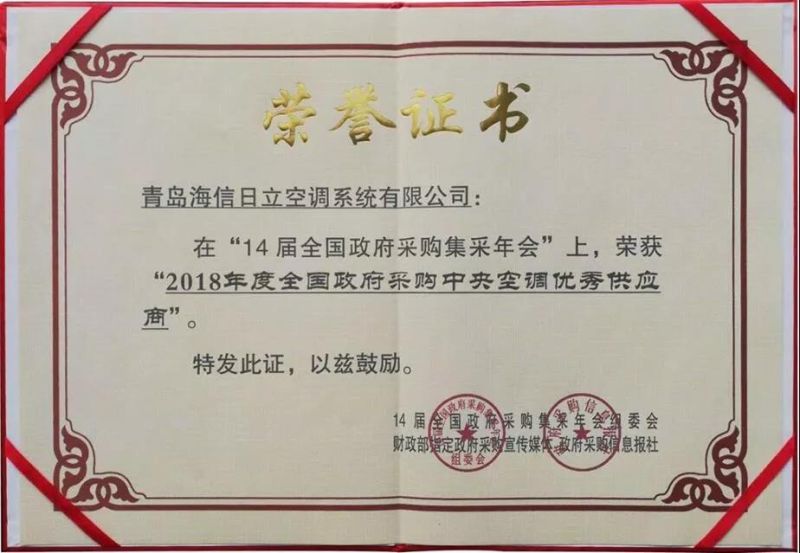 荣誉证书
青岛海信日立空调系统有限公司：
在“14届全国政府采购集采年会”上，荣获
“2018年度全国政府采购中央空调优秀供应
商”。
特发此证，以兹鼓励。
14届全国政府采购集采年会组委会
财政部指定政府采购宣传媒体 政府采购信息报社
组委会